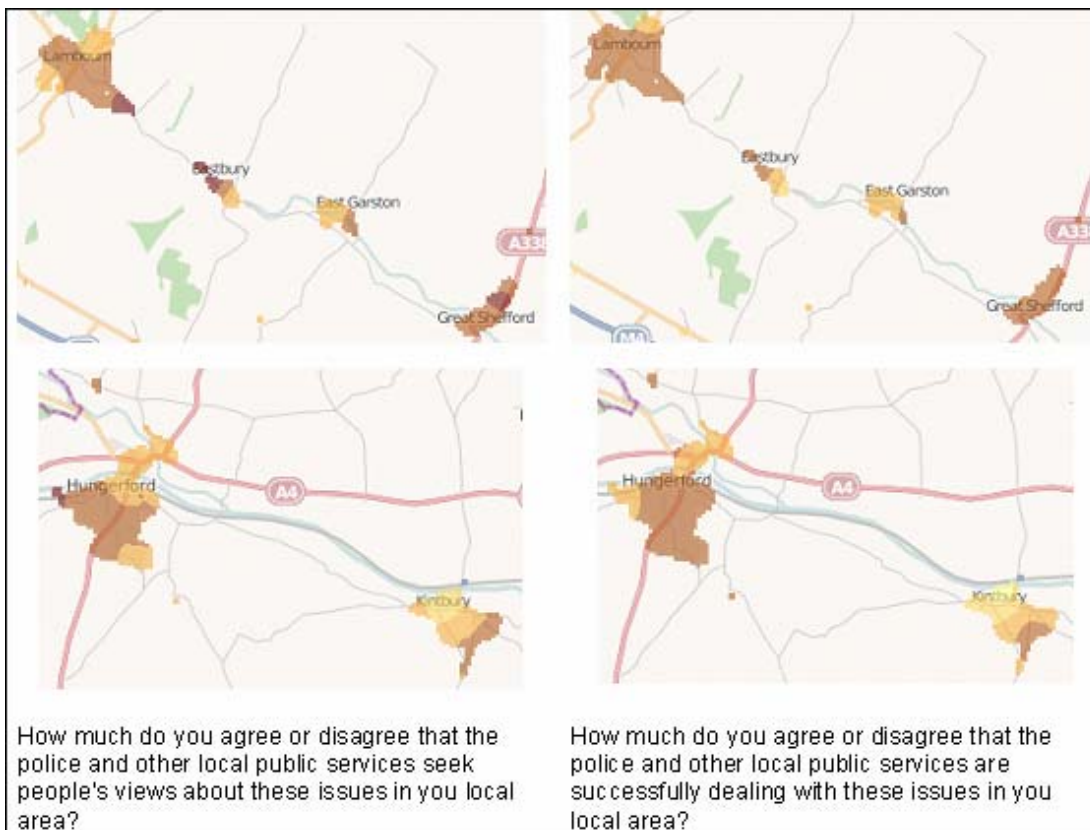 Lambourn
Eastbury
East Garston
A338
Great Shefford
Lambourn
Eastbury
East Garston
A338
Great Shefford
M4
Hungerford
A4
Kintbury
Hungerford
A4
Kintbury
How much do you agree or disagree that the
police and other local public services seek
people's views about these issues in you local
area?
How much do you agree or disagree that the
police and other local public services are
successfully dealing with these issues in you
local area?